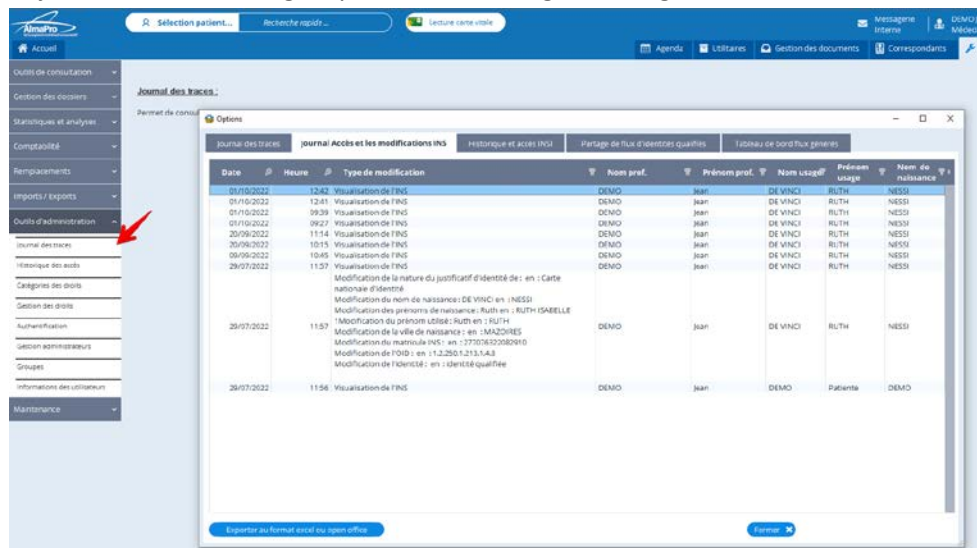 AlmaPro
Sélection patient...
Recherche rapide...
Lecture carte vitale
Messagerie
Interne
DEMO
Médeci
Accueil
Agenda
Utilitaires
Gestion des documents
Correspondants
Outils de consultation
Gestion des dossiers
Statistiques et analyses
Comptabilité
Remplacements
Imports / Exports
Outils d'administration
Journal des traces
Historique des accès
Catégories des droits
Gestion des droits
Authentification
Gestion administrateurs
Groupes
Informations des utilisateurs
Maintenance
Journal des traces :
Permet de consul
Options
Journal des traces
Journal Accès et les modifications INS
Historique et accès INSI
Partage de flux d'identités qualifiés
Tableau de bord flux générés
Date Heure Type de modification Nom prof. Prénom prof. Nom usage Prénom usage Nom de naissance
01/10/2022 12:42 Visualisation de l'INS DEMO Jean DE VINCI RUTH NESSI
01/10/2022 12:41 Visualisation de l'INS DEMO Jean DE VINCI RUTH NESSI
01/10/2022 09:39 Visualisation de l'INS DEMO Jean DE VINCI RUTH NESSI
01/10/2022 09:27 Visualisation de l'INS DEMO Jean DE VINCI RUTH NESSI
20/09/2022 11:14 Visualisation de l'INS DEMO Jean DE VINCI RUTH NESSI
20/09/2022 10:15 Visualisation de l'INS DEMO Jean DE VINCI RUTH NESSI
09/09/2022 10:45 Visualisation de l'INS DEMO Jean DE VINCI RUTH NESSI
29/07/2022 11:57 Visualisation de l'INS DEMO Jean DE VINCI RUTH NESSI
Modification de la nature du justificatif d'identité de : en : Carte
nationale d'identité
Modification du nom de naissance : DE VINCI en : NESSI
Modification des prénoms de naissance : Ruth en : RUTH ISABELLE
Modification du prénom utilisé : Ruth en : RUTH
29/07/2022 11:57 Modification de la ville de naissance : en : MAZOIRES DEMO Jean DE VINCI RUTH NESSI
Modification du matricule INS : en : 277076322082910
Modification de l'OID : en : 1.2.250.1.213.1.4.3
Modification de l'identité : en : identité qualifiée
29/07/2022 11:56 Visualisation de l'INS DEMO Jean DEMO Patiente DEMO
Exporter au format excel ou open office
Fermer